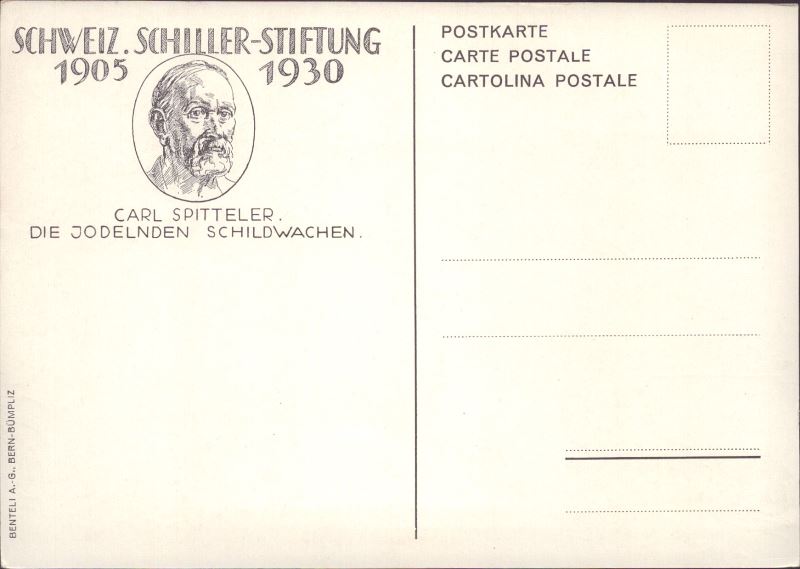 SCHWEIZ. SCHILLER-STIFTUNG
1905 1930
CARL SPITTELER.
DIE JODELNDEN SCHILDWACHEN.
BENTELI A.-G., BERN-BÜMPLIZ
POSTKARTE
CARTE POSTALE
CARTOLINA POSTALE